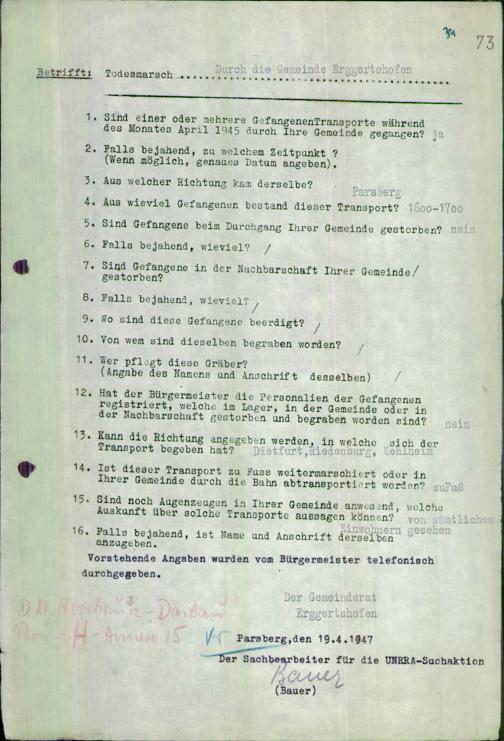 34
73
Betrifft: Todesmarsch ....Durch die Gemeinde Erggertshofen....
1. Sind einer oder mehrere GefangenenTransporte während
des Monates April 1945 durch Ihre Gemeinde gegangen? ja
2. Falls bejahend, zu welchem Zeitpunkt ?
(Wenn möglich, genaues Datum angeben).
3. Aus welcher Richtung kam derselbe?
Parsberg
4. Aus wieviel Gefangenen bestand dieser Transport? 1600-1700
5. Sind Gefangene beim Durchgang Ihrer Gemeinde gestorben? nein
6. Falls bejahend, wieviel? /
7. Sind Gefangene in der Nachbarschaft Ihrer Gemeinde/
gestorben?
8. Falls bejahend, wieviel? /
9. Wo sind diese Gefangene beerdigt? /
10. Von wem sind dieselben begraben worden? /
11. Wer pflegt diese Gräber?
(Angabe des Namens und Anschrift desselben) /
12. Hat der Bürgermeister die Personalien der Gefangenen
registriert, welche im Lager, in der Gemeinde oder in
der Nachbarschaft gestorben und begraben worden sind?
nein
13. Kann die Richtung angegeben werden, in welche sich der
Transport begeben hat? Dietfurt,Riedenburg, Kehlheim
14. Ist dieser Transport zu Fuss weitermarschiert oder in
Ihrer Gemeinde durch die Bahn abtransportiert worden? zuFuß
15. Sind noch Augenzeugen in Ihrer Gemeinde anwesend, welche
Auskunft über solche Transporte aussagen können? von sämtlichen
Einwohnern gesehen
16. Falls bejahend, ist Name und Anschrift derselben
anzugeben.
Vorstehende Angaben wurden vom Bürgermeister telefonisch
durchgegeben.
Der Gemeinderat
Erggertshofen
Parsberg,den 19.4.1947
Der Sachbearbeiter für die UNRRA-Suchaktion
Bauer
(Bauer)